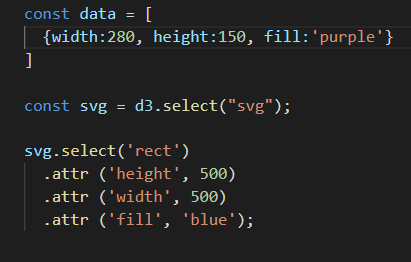 const data = [
  {width:280, height:150, fill:'purple'}
]

const svg = d3.select("svg");

svg.select('rect')
  .attr ('height', 500)
  .attr ('width', 500)
  .attr ('fill', 'blue');